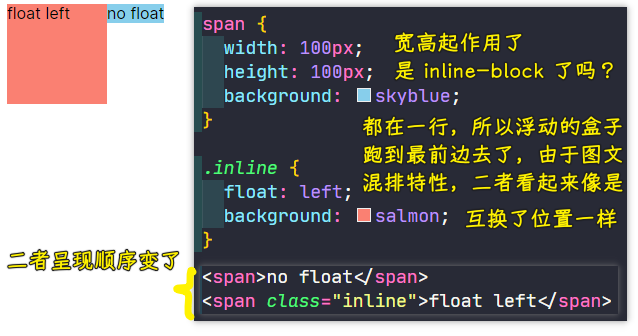 float left no float
span {
width: 100px;
height: 100px;
background: skyblue;
}
宽高起作用了
是 inline-block 了吗？
都在一行，所以浮动的盒子
跑到最前边去了，由于图文
混排特性，二者看起来像是
互换了位置一样
.inline {
float: left;
background: salmon;
}
二者呈现顺序变了
<span>no float</span>
<span class="inline">float left</span>